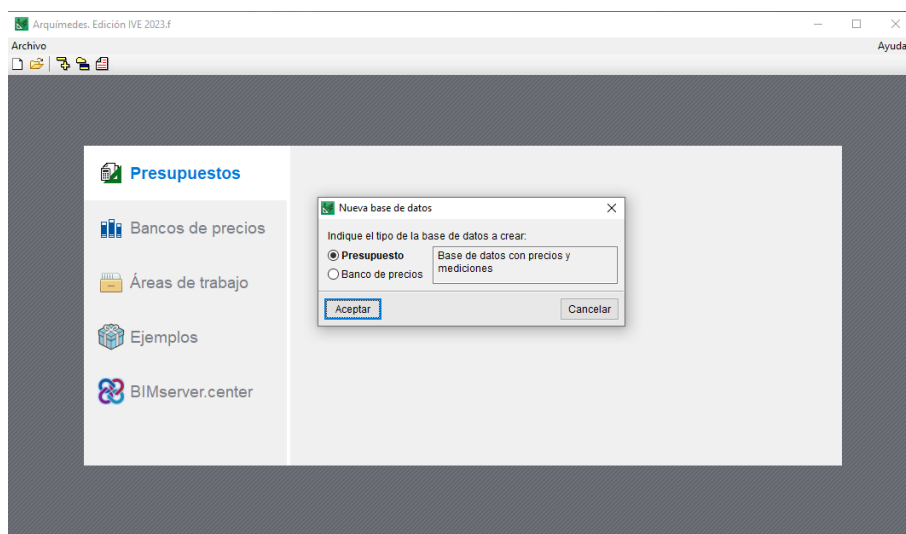 Arquímedes. Edición IVE 2023.f
Archivo
Ayuda
Presupuestos
Bancos de precios
Áreas de trabajo
Ejemplos
BIMserver.center
Nueva base de datos
Indique el tipo de la base de datos a crear:
Presupuesto
Banco de precios
Base de datos con precios y
mediciones
Aceptar
Cancelar